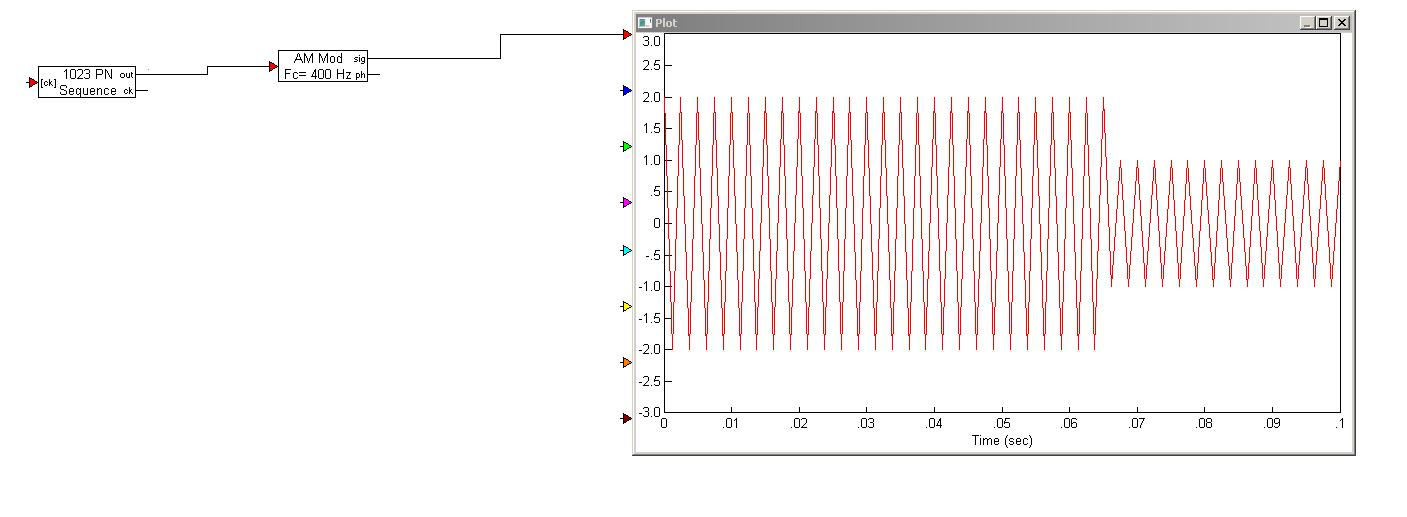 Plot
1023 PN out
[ck]
Sequence ck
AM Mod sig
Fc= 400 Hz ph
3.0
2.5
2.0
1.5
1.0
.5
0
-.5
-1.0
-1.5
-2.0
-2.5
-3.0
0 .01 .02 .03 .04 .05 .06 .07 .08 .09 .1
Time (sec)